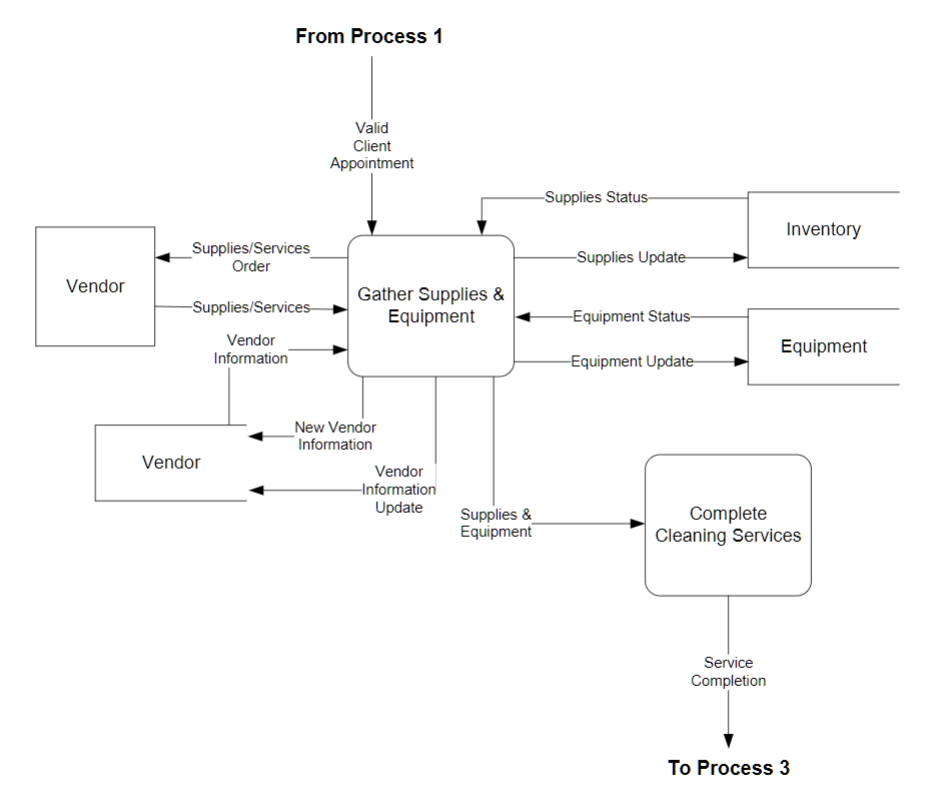 From Process 1
Valid
Client
Appointment
Supplies Status
Inventory
Supplies/Services
Order
Supplies Update
Vendor
Gather Supplies &
Equipment
Supplies/Services
Equipment Status
Equipment
Vendor
Information
Equipment Update
New Vendor
Information
Vendor
Vendor
Information
Update
Supplies &
Equipment
Complete
Cleaning Services
Service
Completion
To Process 3